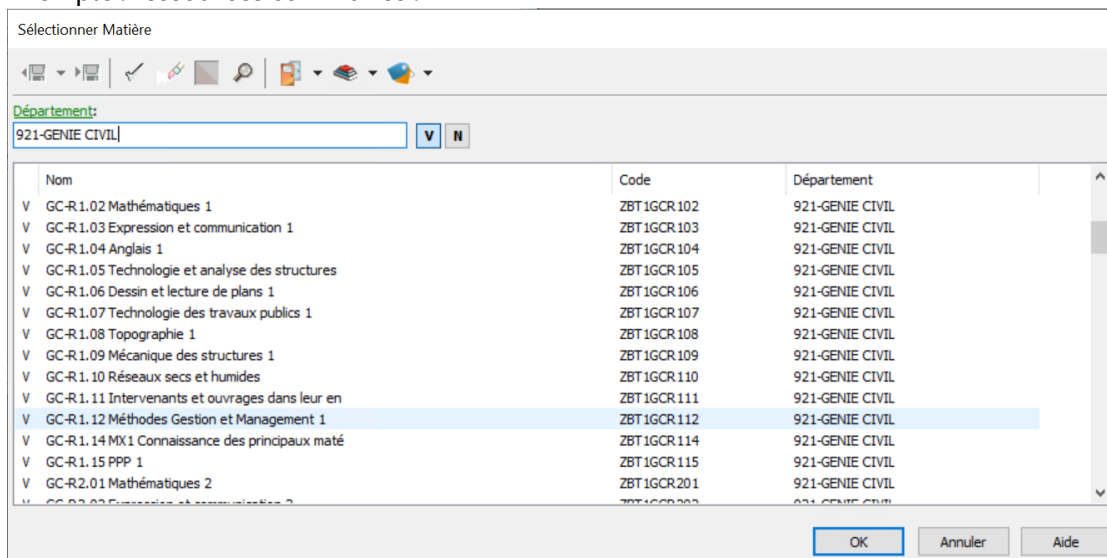 Sélectionner Matière
Département:
921-GENIE CIVIL
V N
Nom Code Département
V GC-R1.02 Mathématiques 1 ZBT1GCR102 921-GENIE CIVIL
V GC-R1.03 Expression et communication 1 ZBT1GCR103 921-GENIE CIVIL
V GC-R1.04 Anglais 1 ZBT1GCR104 921-GENIE CIVIL
V GC-R1.05 Technologie et analyse des structures ZBT1GCR105 921-GENIE CIVIL
V GC-R1.06 Dessin et lecture de plans 1 ZBT1GCR106 921-GENIE CIVIL
V GC-R1.07 Technologie des travaux publics 1 ZBT1GCR107 921-GENIE CIVIL
V GC-R1.08 Topographie 1 ZBT1GCR108 921-GENIE CIVIL
V GC-R1.09 Mécanique des structures 1 ZBT1GCR109 921-GENIE CIVIL
V GC-R1.10 Réseaux secs et humides ZBT1GCR110 921-GENIE CIVIL
V GC-R1.11 Intervenants et ouvrages dans leur en ZBT1GCR111 921-GENIE CIVIL
V GC-R1.12 Méthodes Gestion et Management 1 ZBT1GCR112 921-GENIE CIVIL
V GC-R1.14 MX1 Connaissance des principaux maté ZBT1GCR114 921-GENIE CIVIL
V GC-R1.15 PPP 1 ZBT1GCR115 921-GENIE CIVIL
V GC-R2.01 Mathématiques 2 ZBT1GCR201 921-GENIE CIVIL
OK Annuler Aide